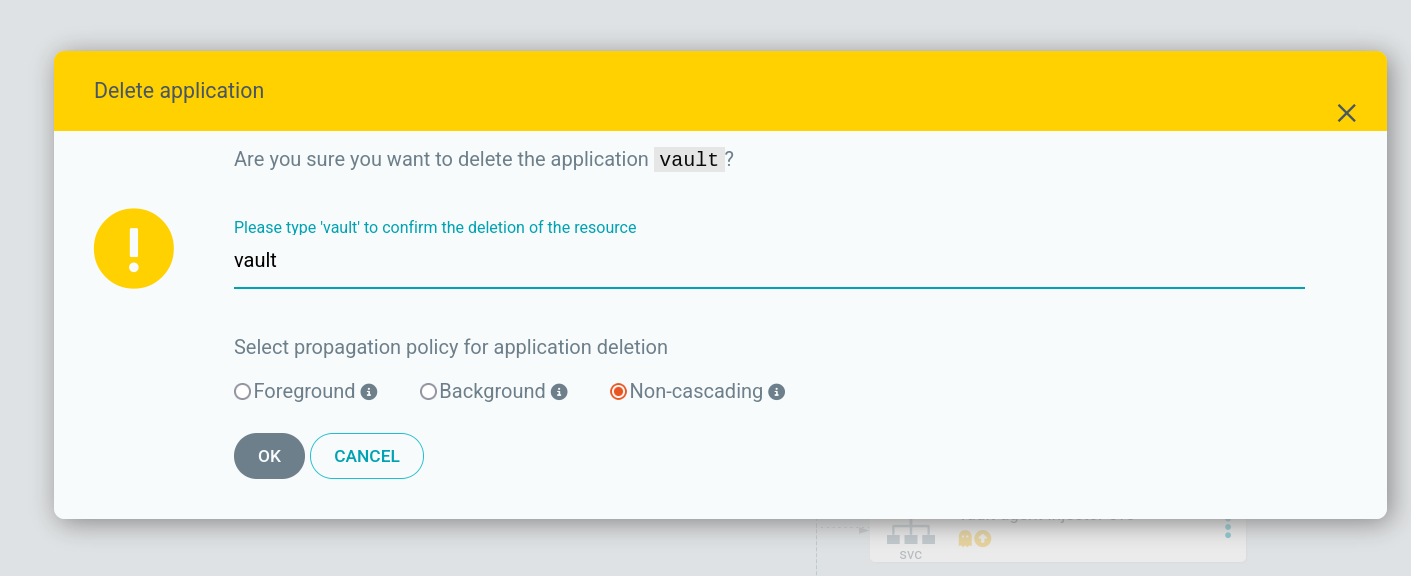 Delete application
Are you sure you want to delete the application vault?
Please type 'vault' to confirm the deletion of the resource
vault
Select propagation policy for application deletion
Foreground Background Non-cascading
OK CANCEL
svc